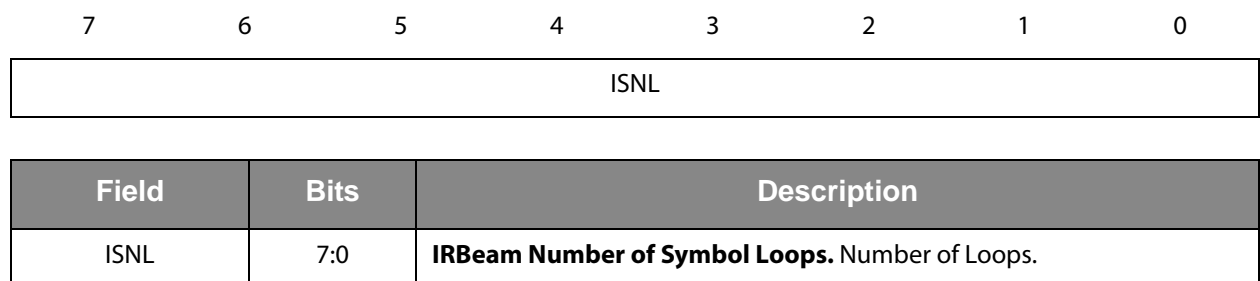 7 6 5 4 3 2 1 0
ISNL
Field Bits Description
ISNL 7:0 IRBeam Number of Symbol Loops. Number of Loops.